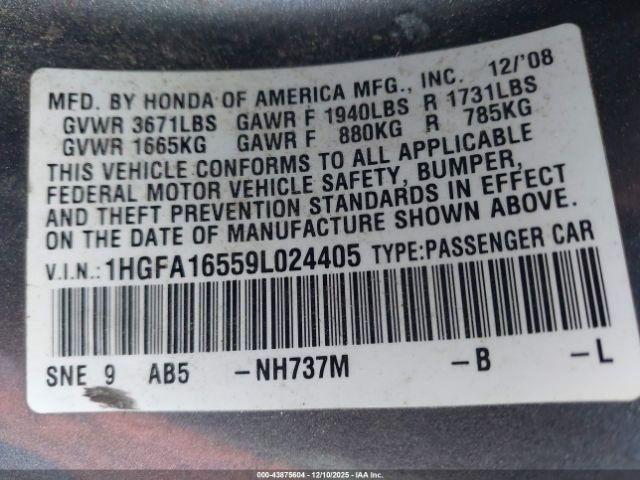 MFD. BY HONDA OF AMERICA MFG., INC. 12/'08
GVWR 3671LBS GAWR F 1940LBS R 1731LBS
GVWR 1665KG GAWR F 880KG R 785KG
THIS VEHICLE CONFORMS TO ALL APPLICABLE
FEDERAL MOTOR VEHICLE SAFETY, BUMPER,
AND THEFT PREVENTION STANDARDS IN EFFECT
ON THE DATE OF MANUFACTURE SHOWN ABOVE.
V.I.N.: 1HGFA16559L024405 TYPE: PASSENGER CAR
SNE 9 AB5 -NH737M -B -L
000-43875604 - 12/10/2025 - IAA Inc.